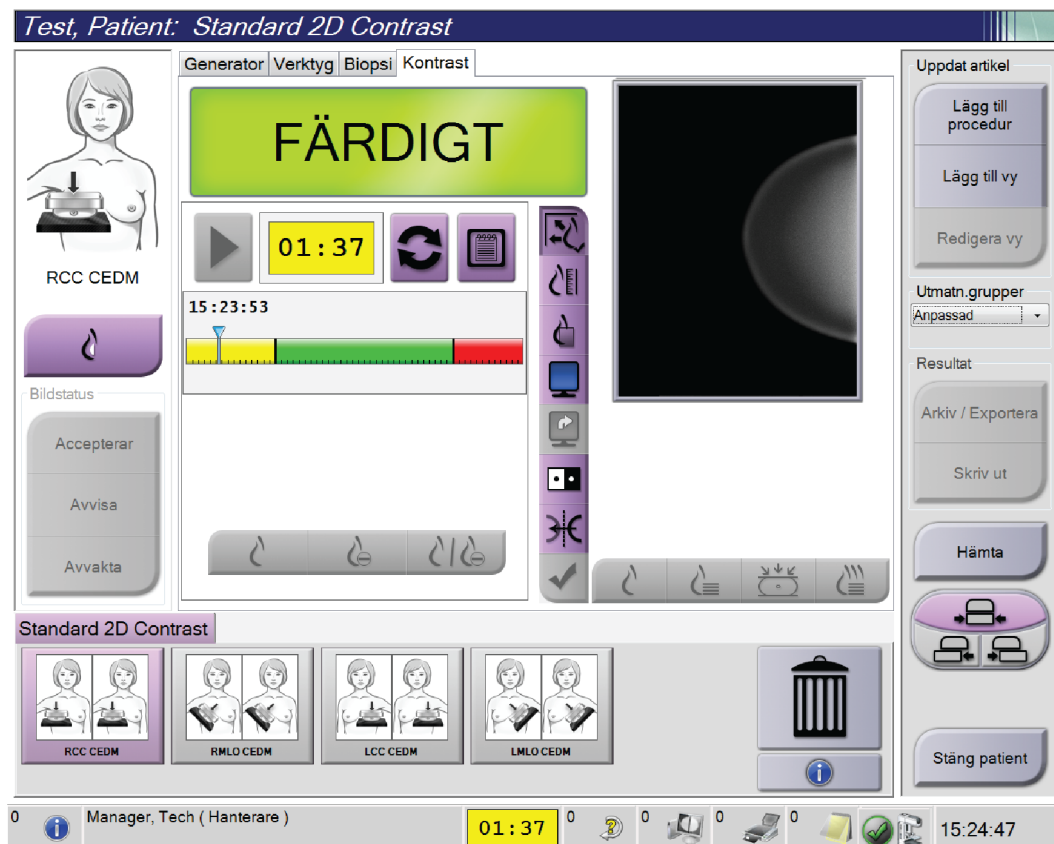 Test, Patient: Standard 2D Contrast
Generator Verktyg Biopsi Kontrast
FÄRDIGT
RCC CEDM
01:37
15:23:53
Bildstatus
Accepterar
Avvisa
Avvakta
Uppdat artikel
Lägg till
procedur
Lägg till vy
Redigera vy
Utmatn.grupper
Anpassad
Resultat
Arkiv / Exportera
Skriv ut
Hämta
Stäng patient
Standard 2D Contrast
RCC CEDM
RMLO CEDM
LCC CEDM
LMLO CEDM
0 Manager, Tech ( Hanterare ) 01:37 0 0 0 0 15:24:47